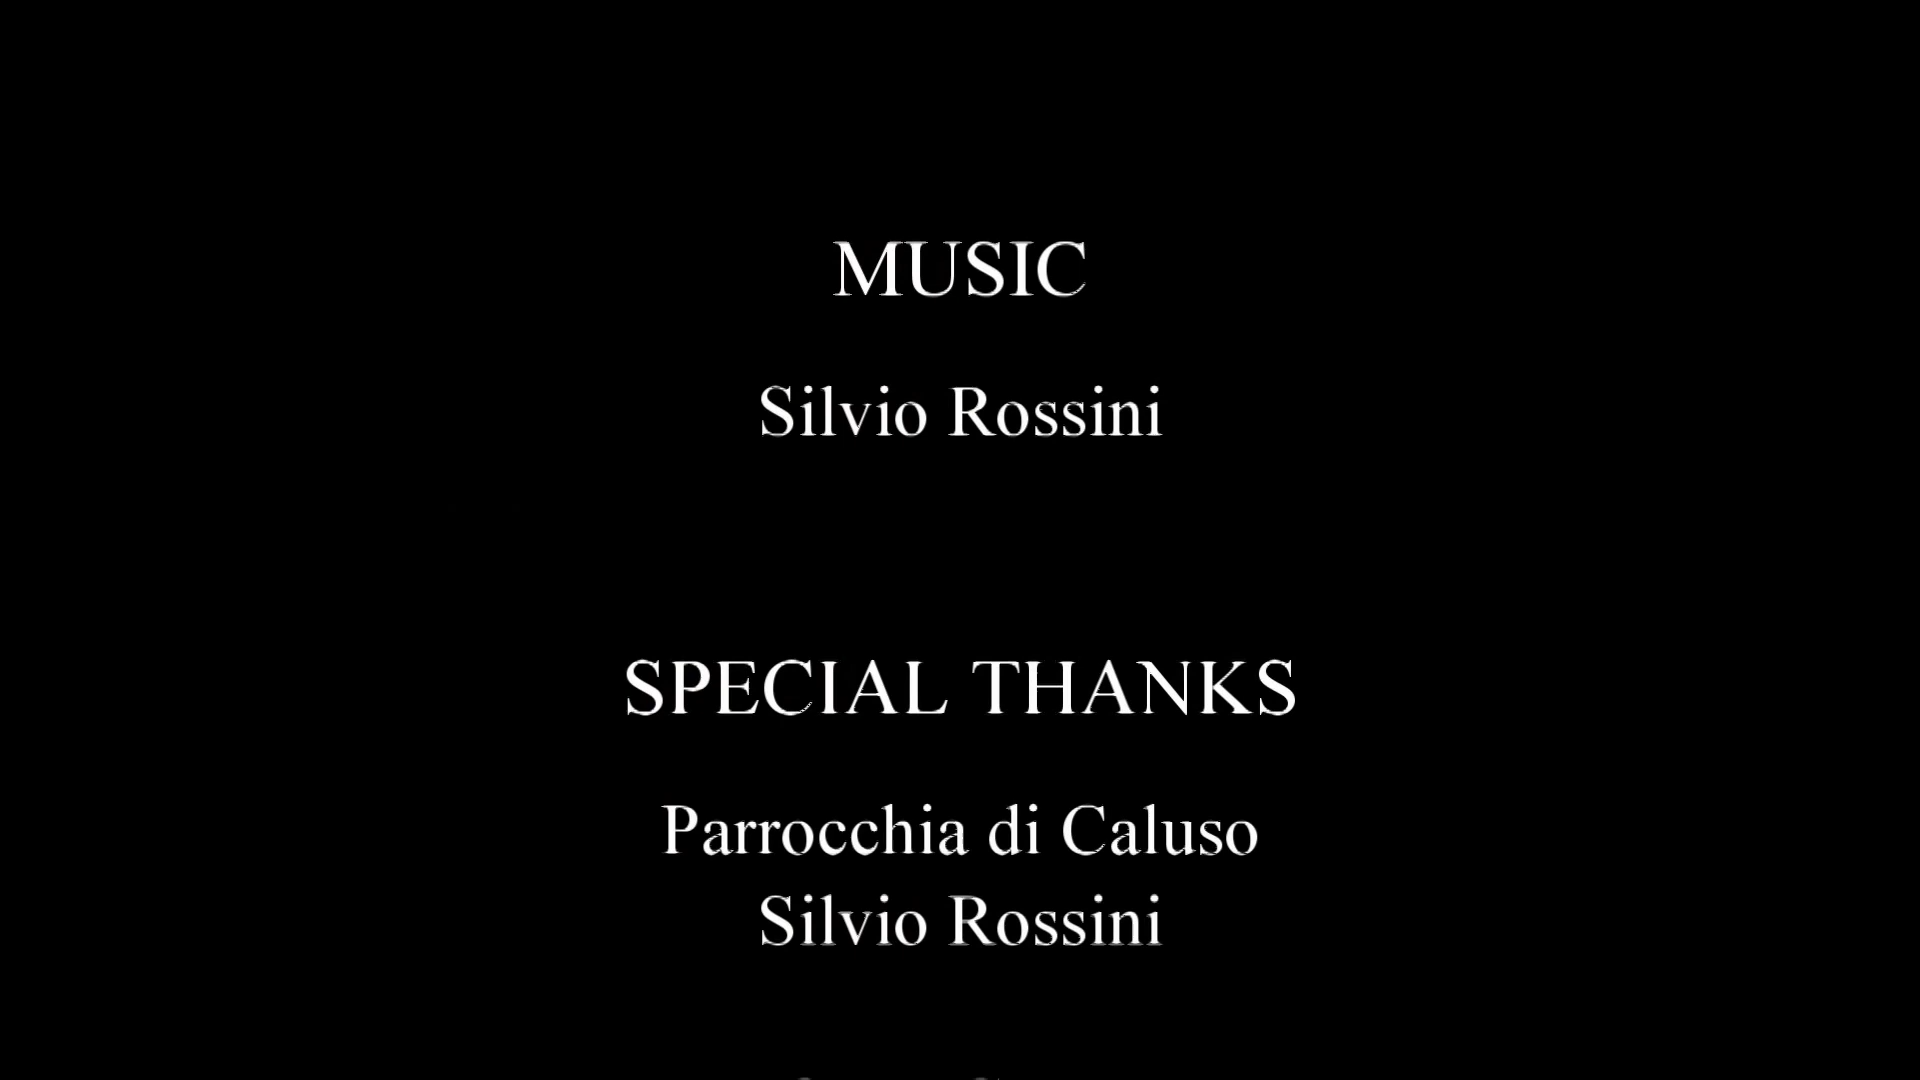 MUSIC
Silvio Rossini
SPECIAL THANKS
Parrocchia di Caluso
Silvio Rossini